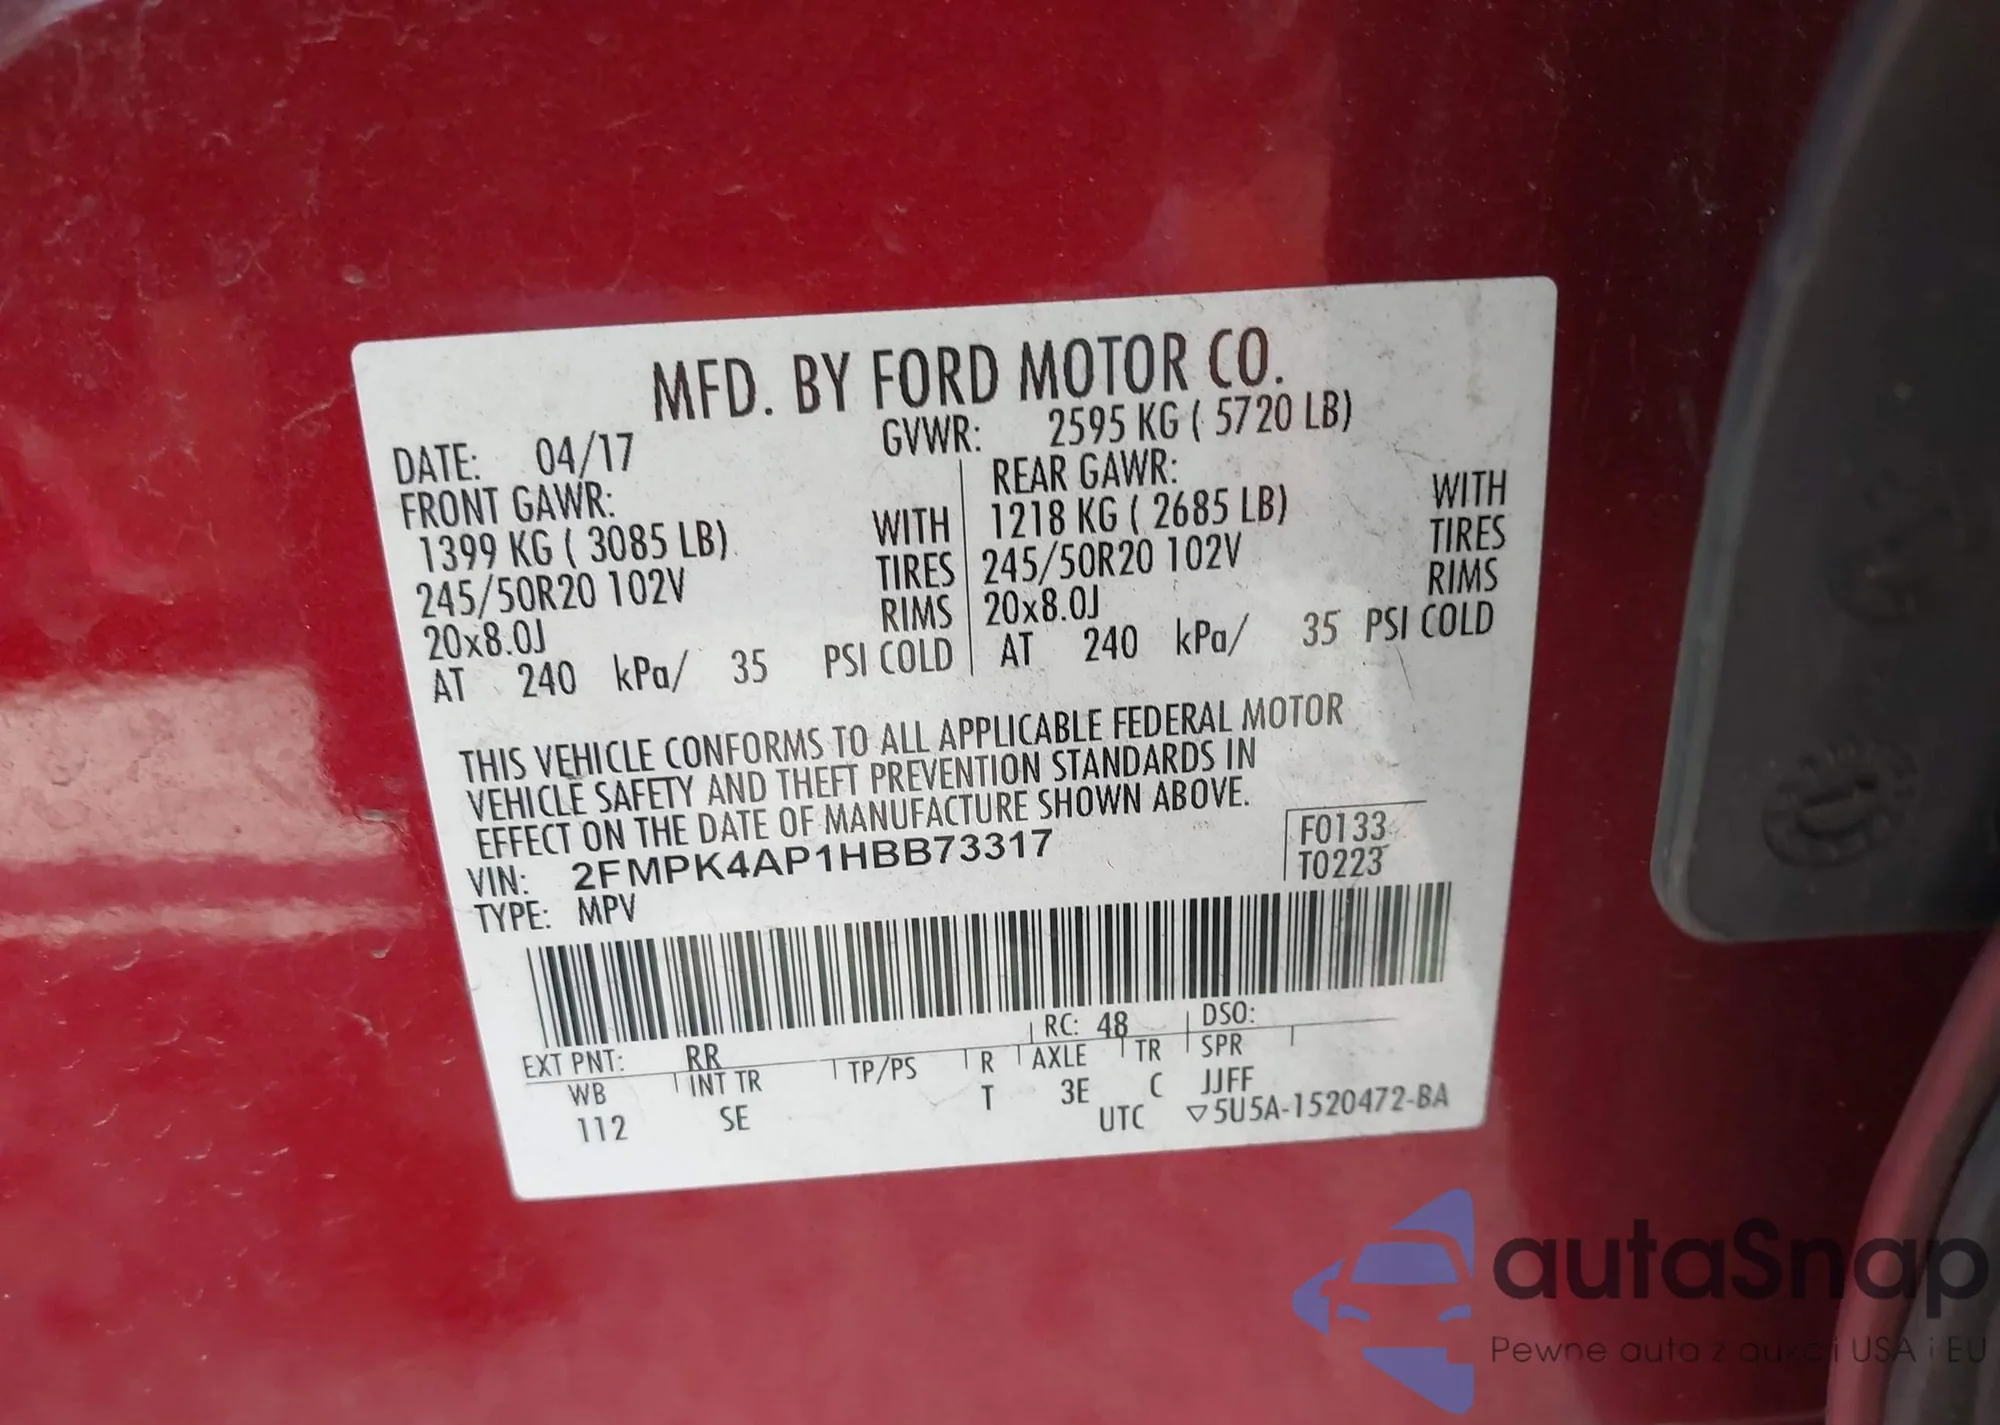 MFD. BY FORD MOTOR CO.
DATE: 04/17 GVWR: 2595 KG ( 5720 LB)
FRONT GAWR: REAR GAWR:
1399 KG ( 3085 LB) WITH 1218 KG ( 2685 LB) WITH
245/50R20 102V TIRES 245/50R20 102V TIRES
20x8.0J RIMS 20x8.0J RIMS
AT 240 kPa/ 35 PSI COLD AT 240 kPa/ 35 PSI COLD
THIS VEHICLE CONFORMS TO ALL APPLICABLE FEDERAL MOTOR
VEHICLE SAFETY AND THEFT PREVENTION STANDARDS IN
EFFECT ON THE DATE OF MANUFACTURE SHOWN ABOVE.
VIN: 2FMPK4AP1HBB73317 F0133
TYPE: MPV T0223
EXT PNT: RR RC: 48 DSO:
WB INT TR TP/PS R AXLE TR SPR
112 SE T 3E C JJFF
UTC ▽5U5A-1520472-BA
autaSnap
Pewne auta z aukcji USA i EU